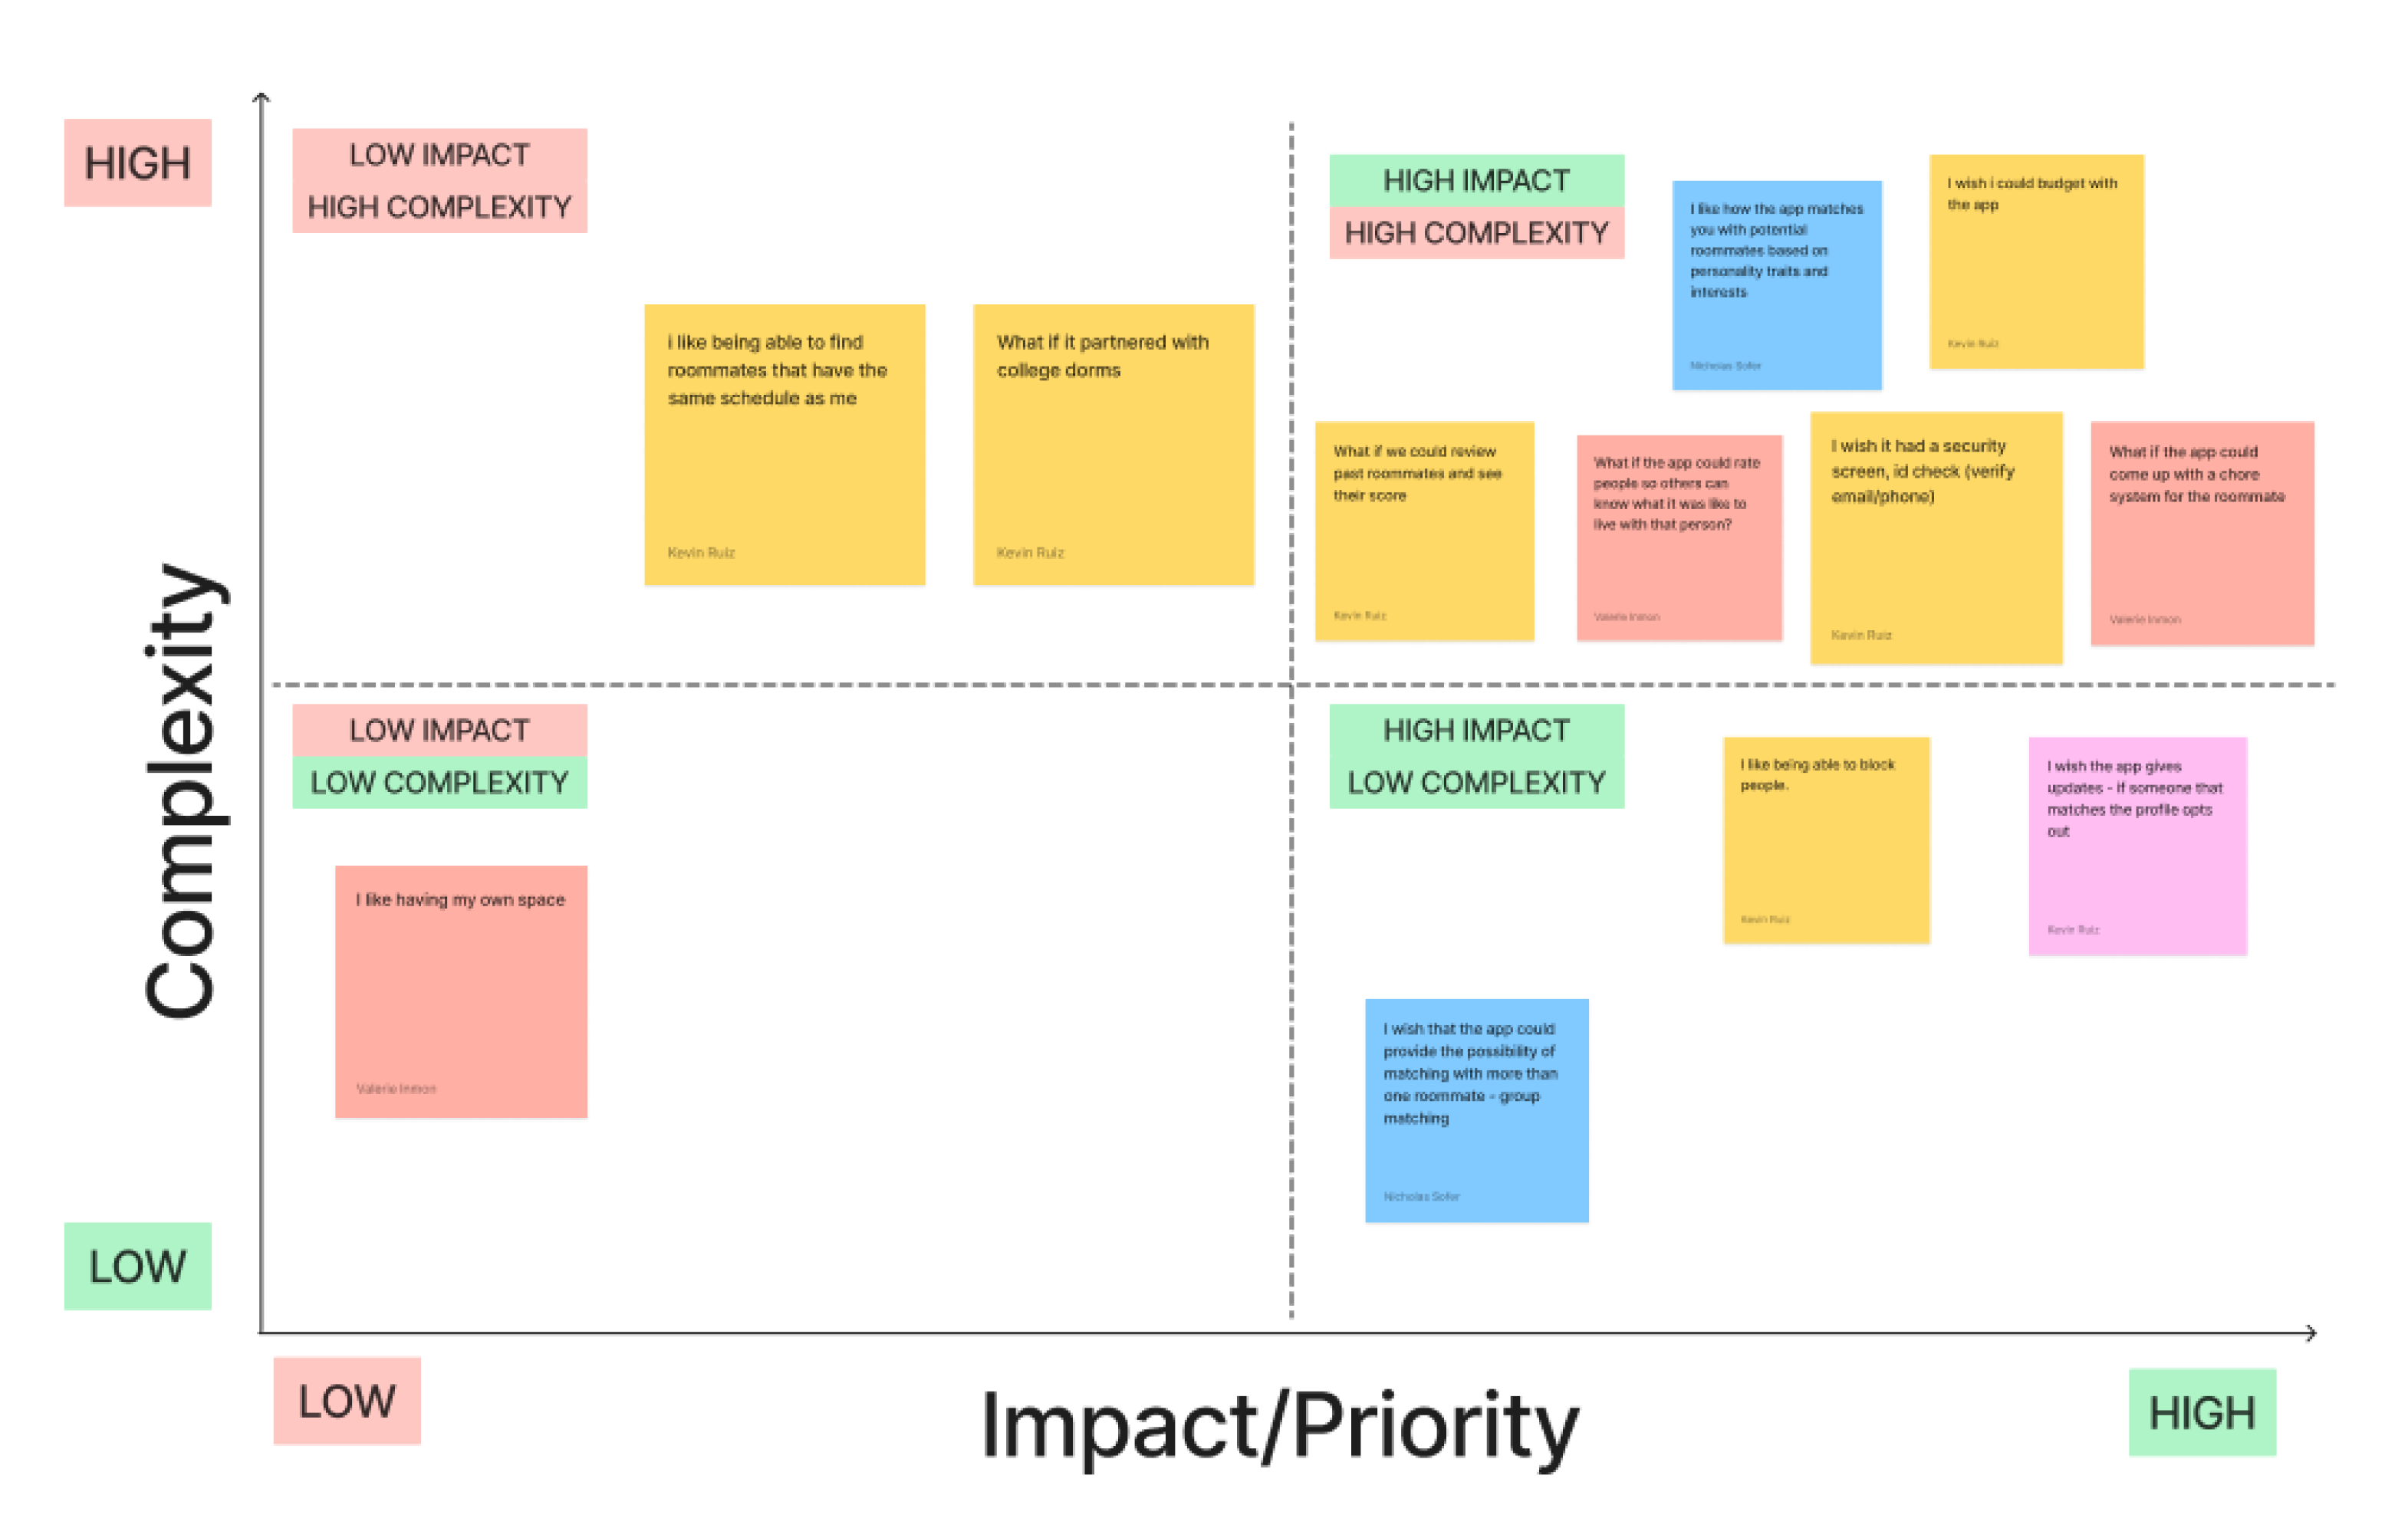 HIGH
LOW IMPACT
HIGH COMPLEXITY
i like being able to find
roommates that have the
same schedule as me
Kevin Ruiz
What if it partnered with
college dorms
Kevin Ruiz
HIGH IMPACT
HIGH COMPLEXITY
I like how the app matches
you with potential
roommates based on
personality traits and
interests
Nicholas Sofer
I wish i could budget with
the app
Kevin Ruiz
What if we could review
past roommates and see
their score
Kevin Ruiz
What if the app could rate
people so others can
know what it was like to
live with that person?
Valerie Inmon
I wish it had a security
screen, id check (verify
email/phone)
Kevin Ruiz
What if the app could
come up with a chore
system for the roommate
Valerie Inmon
Complexity
LOW IMPACT
LOW COMPLEXITY
I like having my own space
Valerie Inmon
HIGH IMPACT
LOW COMPLEXITY
I like being able to block
people.
Kevin Ruiz
I wish the app gives
updates - if someone that
matches the profile opts
out
Kevin Ruiz
I wish that the app could
provide the possibility of
matching with more than
one roommate - group
matching
Nicholas Sofer
LOW
LOW
Impact/Priority
HIGH